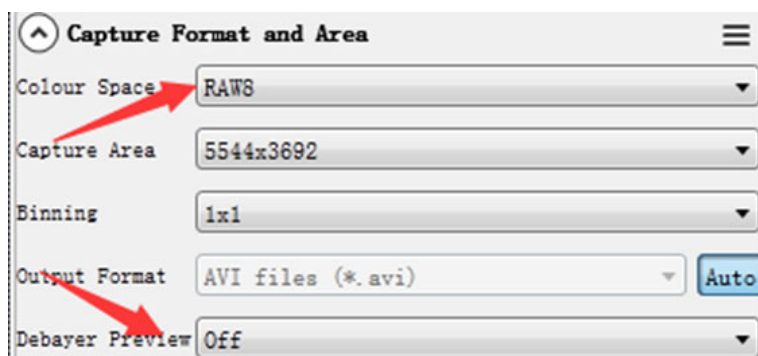 Capture Format and Area
Colour Space RAW8
Capture Area 5544x3692
Binning 1x1
Output Format AVI files (*.avi) Auto
Debayer Preview Off